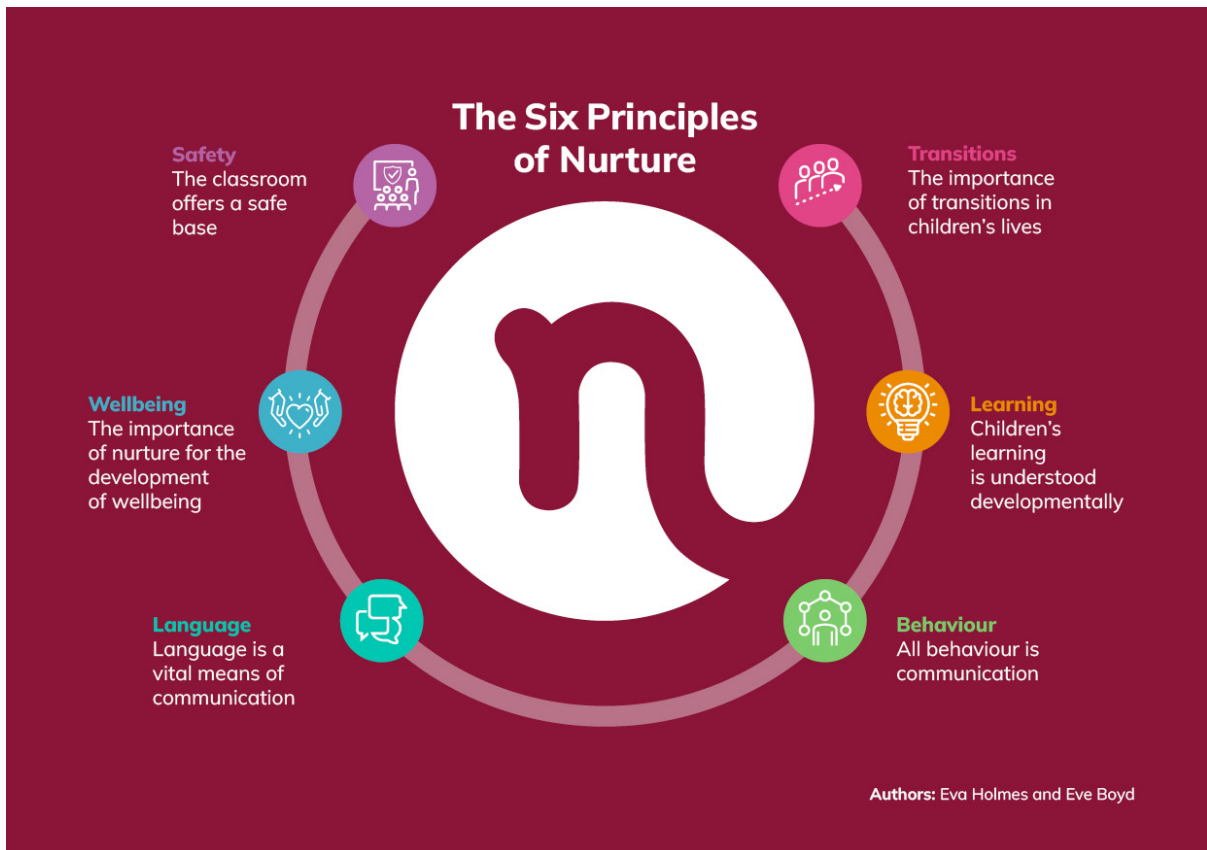 The Six Principles
of Nurture
Safety
The classroom
offers a safe
base
Transitions
The importance
of transitions in
children’s lives
Wellbeing
The importance
of nurture for the
development
of wellbeing
Learning
Children’s
learning
is understood
developmentally
Language
Language is a
vital means of
communication
Behaviour
All behaviour is
communication
n
Authors: Eva Holmes and Eve Boyd